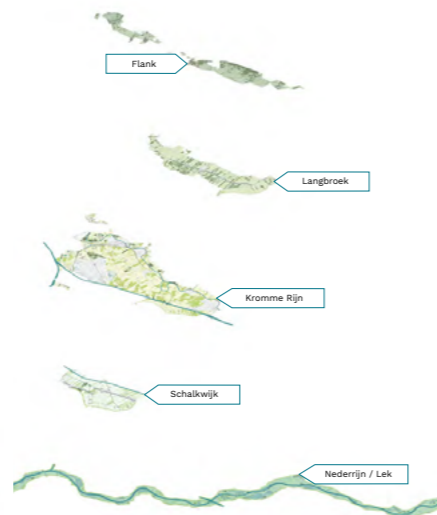 Flank
Langbroek
Kromme Rijn
Schalkwijk
Nederrijn / Lek